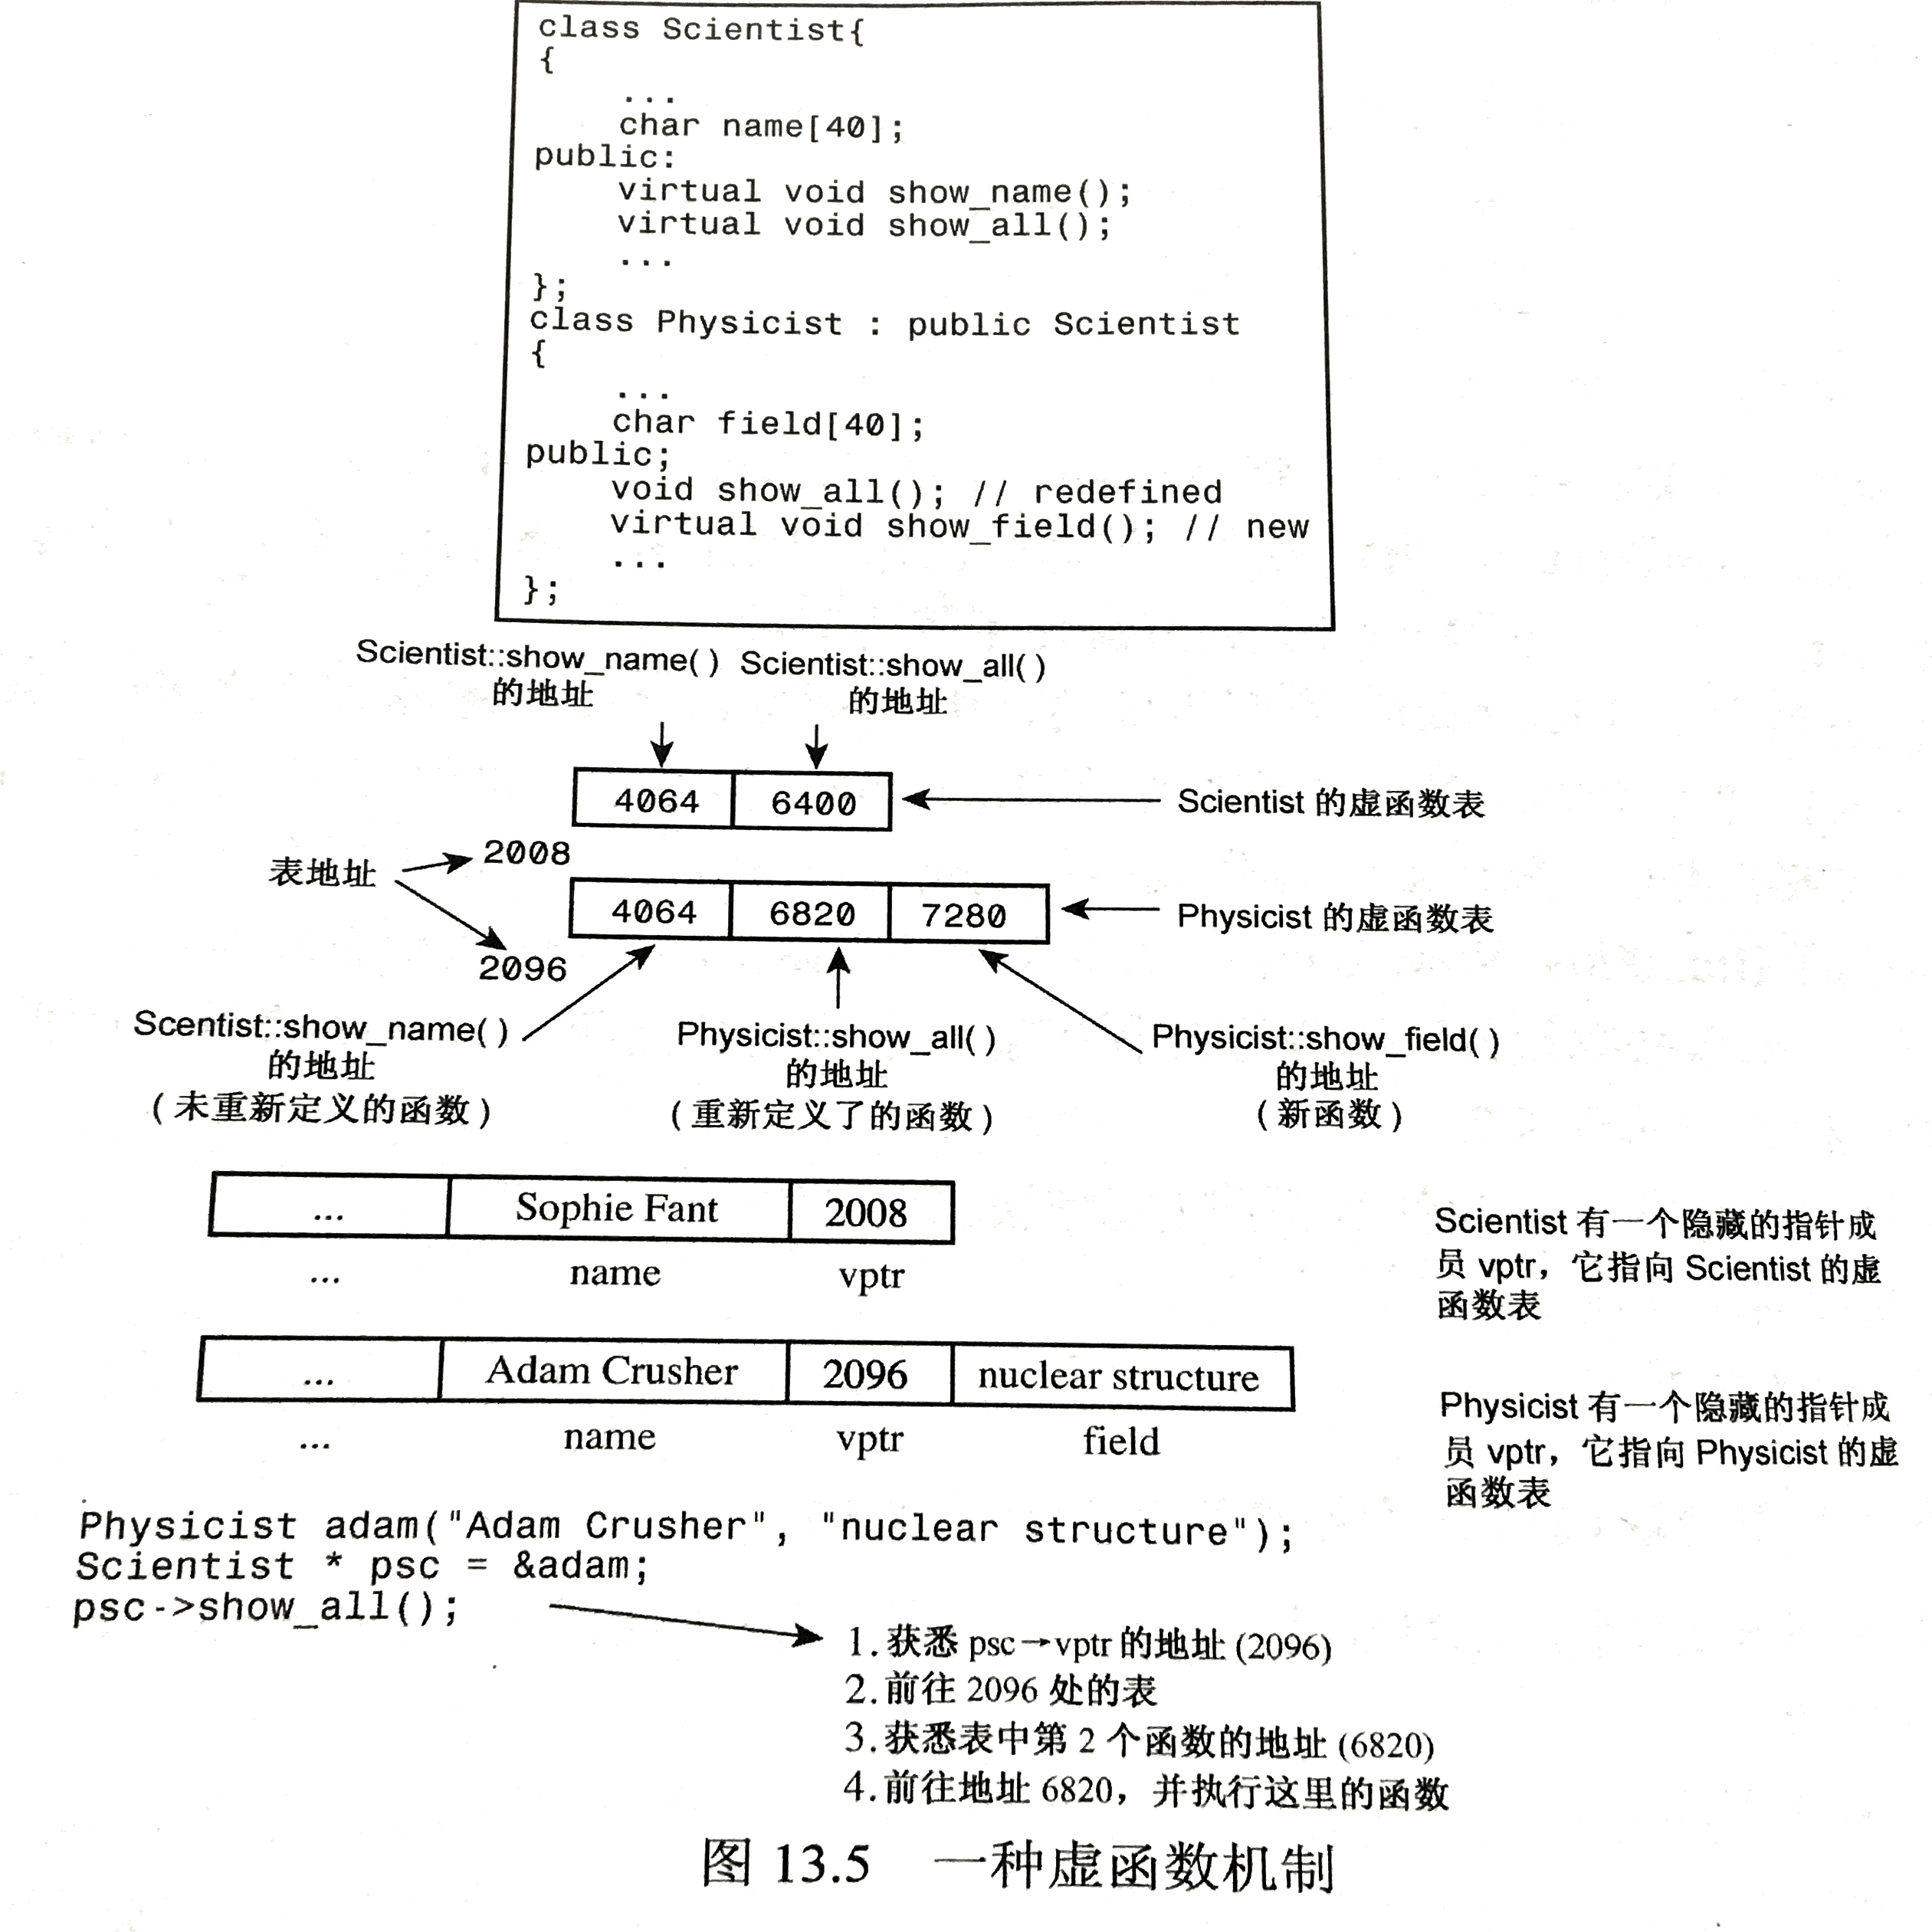 class Scientist{
{
...
char name[40];
public:
virtual void show_name();
virtual void show_all();
...
};
class Physicist : public Scientist
{
...
char field[40];
public;
void show_all(); // redefined
virtual void show_field(); // new
...
};
Scientist::show_name( ) Scientist::show_all( )
的地址 的地址
4064 6400 Scientist 的虚函数表
表地址 2008
4064 6820 7280 Physicist 的虚函数表
2096
Scentist::show_name( ) Physicist::show_all( ) Physicist::show_field( )
的地址 的地址 的地址
（未重新定义的函数） （重新定义了的函数） （新函数）
... Sophie Fant 2008
... name vptr
Scientist 有一个隐藏的指针成
员 vptr，它指向 Scientist 的虚
函数表
... Adam Crusher 2096 nuclear structure
... name vptr field
Physicist 有一个隐藏的指针成
员 vptr，它指向 Physicist 的虚
函数表
Physicist adam("Adam Crusher", "nuclear structure");
Scientist * psc = &adam;
psc->show_all();
1.获悉 psc→vptr 的地址 (2096)
2.前往 2096 处的表
3.获悉表中第 2 个函数的地址 (6820)
4.前往地址 6820，并执行这里的函数
图 13.5 一种虚函数机制